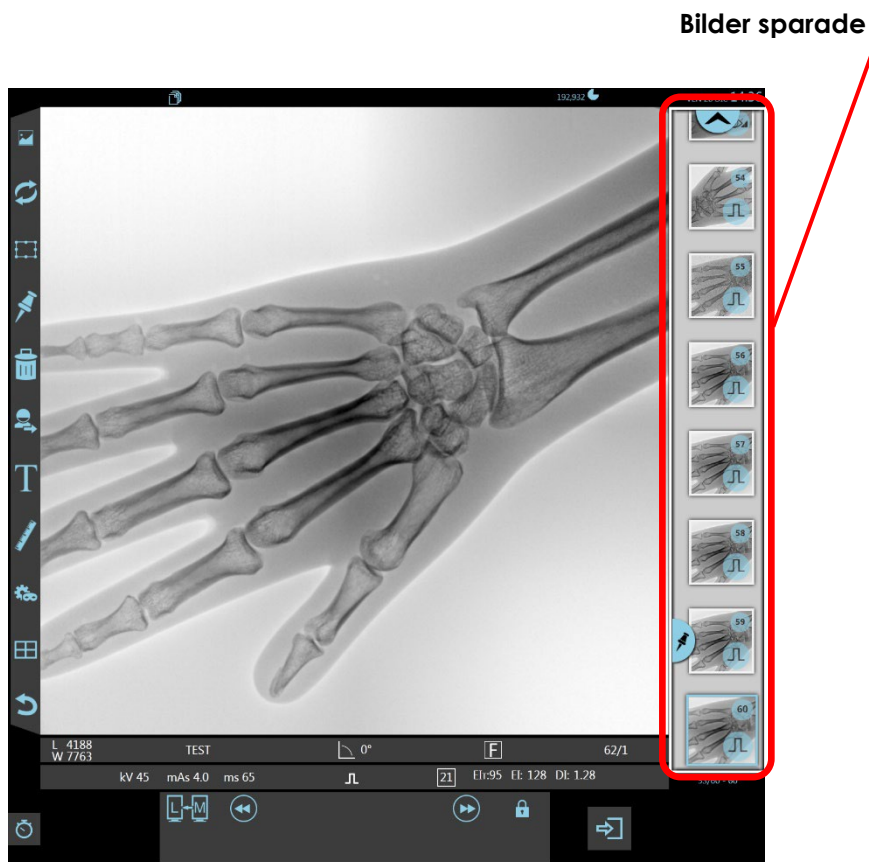 Bilder sparade
192,932
54
55
56
57
58
59
60
T
L 4188
W 7763
TEST
0°
F
62/1
kV 45
mAs 4.0
ms 65
21
EIт:95 EI: 128 DI: 1.28
L
M